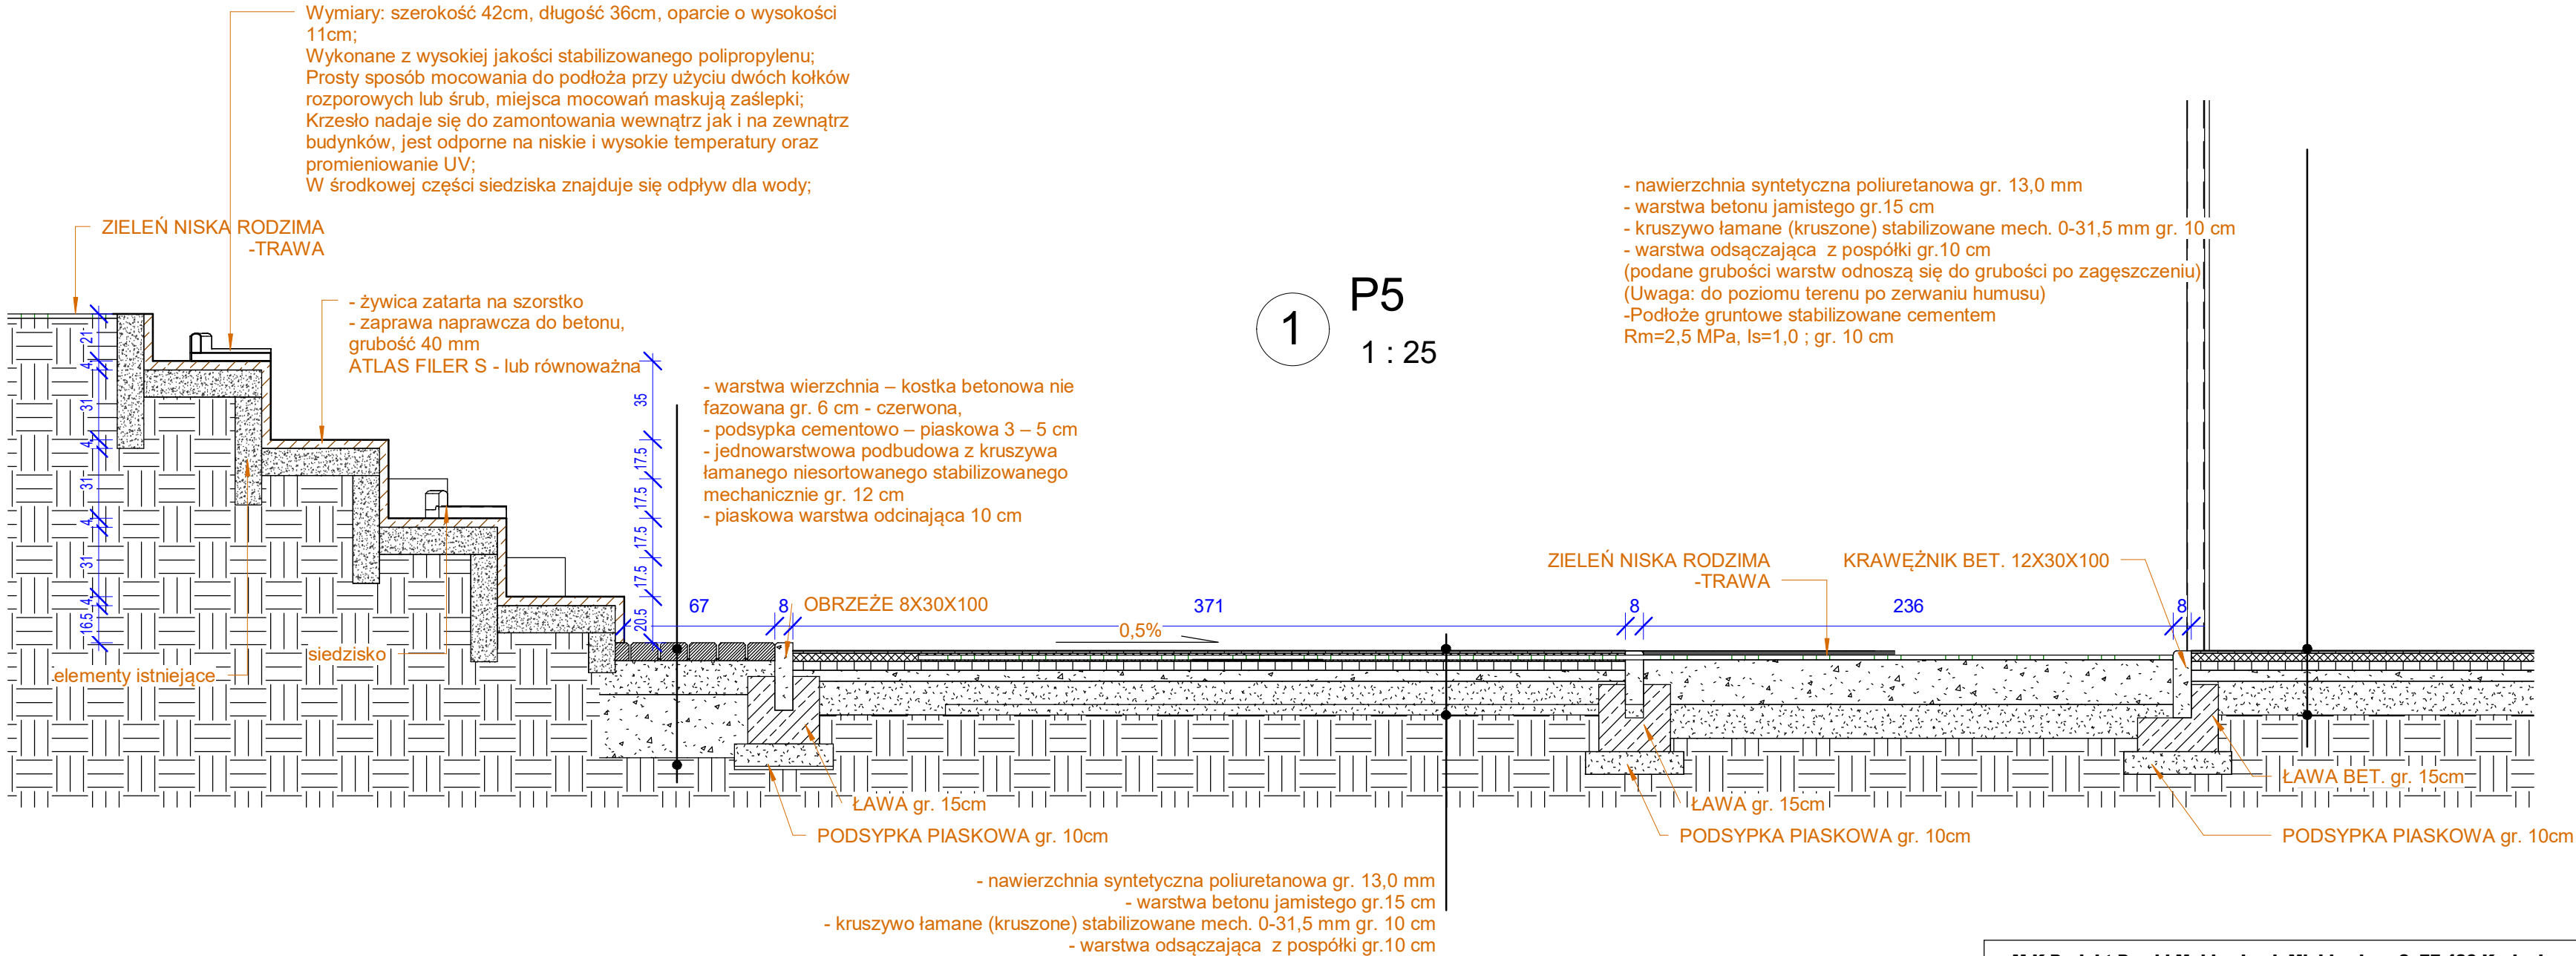 Wymiary: szerokość 42cm, długość 36cm, oparcie o wysokości
11cm;
Wykonane z wysokiej jakości stabilizowanego polipropylenu;
Prosty sposób mocowania do podłoża przy użyciu dwóch kołków
rozporowych lub śrub, miejsca mocowań maskują zaślepki;
Krzesło nadaje się do zamontowania wewnątrz jak i na zewnątrz
budynków, jest odporne na niskie i wysokie temperatury oraz
promieniowanie UV;
W środkowej części siedziska znajduje się odpływ dla wody;
ZIELEŃ NISKA RODZIMA
-TRAWA
- żywica zatarta na szorstko
- zaprawa naprawcza do betonu,
grubość 40 mm
ATLAS FILER S - lub równoważna
- warstwa wierzchnia – kostka betonowa nie
fazowana gr. 6 cm - czerwona,
- podsypka cementowo – piaskowa 3 – 5 cm
- jednowarstwowa podbudowa z kruszywa
łamanego niesortowanego stabilizowanego
mechanicznie gr. 12 cm
- piaskowa warstwa odcinająca 10 cm
1
P5
1 : 25
- nawierzchnia syntetyczna poliuretanowa gr. 13,0 mm
- warstwa betonu jamistego gr.15 cm
- kruszywo łamane (kruszone) stabilizowane mech. 0-31,5 mm gr. 10 cm
- warstwa odsączająca z pospółki gr.10 cm
(podane grubości warstw odnoszą się do grubości po zagęszczeniu)
(Uwaga: do poziomu terenu po zerwaniu humusu)
-Podłoże gruntowe stabilizowane cementem
Rm=2,5 MPa, Is=1,0 ; gr. 10 cm
21
4
31
4
31
4
31
4
16.5
35
17.5
17.5
17.5
17.5
20.5
67
8
OBRZEŻE 8X30X100
371
0,5%
8
236
8
ZIELEŃ NISKA RODZIMA
-TRAWA
KRAWĘŻNIK BET. 12X30X100
siedzisko
elementy istniejące
ŁAWA gr. 15cm
PODSYPKA PIASKOWA gr. 10cm
ŁAWA gr. 15cm
PODSYPKA PIASKOWA gr. 10cm
ŁAWA BET. gr. 15cm
PODSYPKA PIASKOWA gr. 10cm
- nawierzchnia syntetyczna poliuretanowa gr. 13,0 mm
- warstwa betonu jamistego gr.15 cm
- kruszywo łamane (kruszone) stabilizowane mech. 0-31,5 mm gr. 10 cm
- warstwa odsączająca z pospółki gr.10 cm